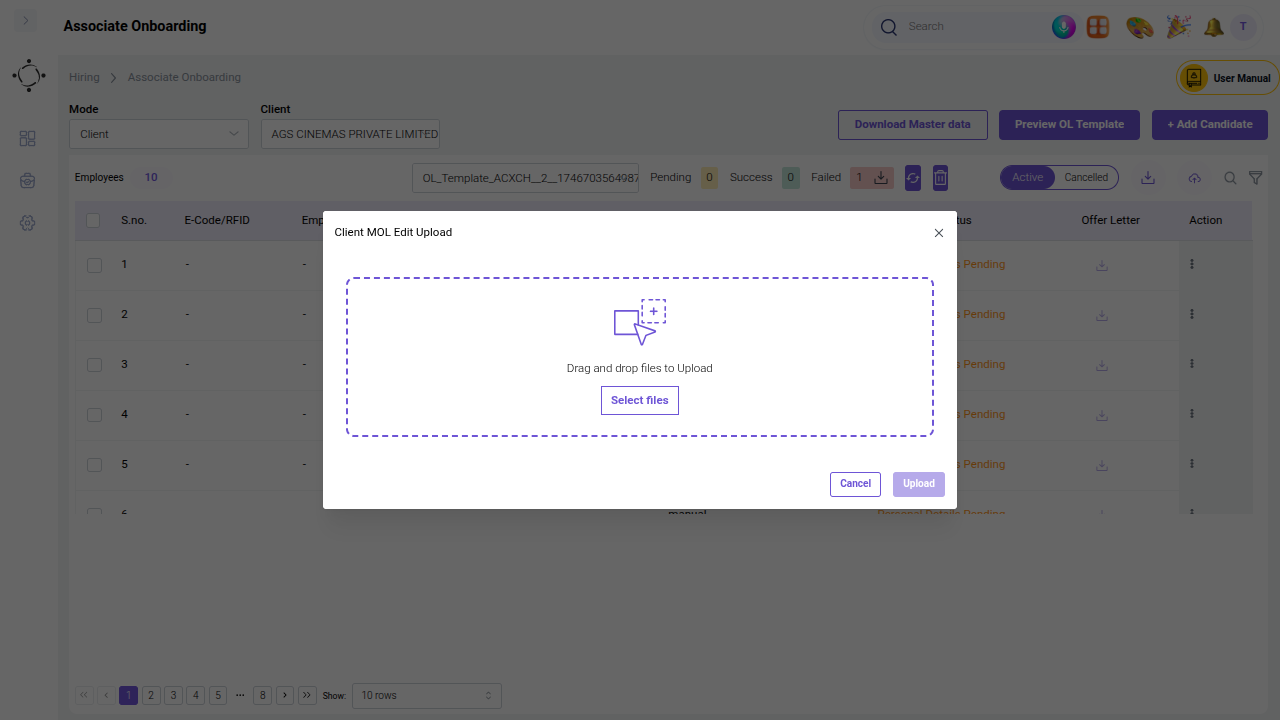 Associate Onboarding
Search
T
Hiring > Associate Onboarding
User Manual
Mode
Client
Client
AGS CINEMAS PRIVATE LIMITED
Download Master data
Preview OL Template
+ Add Candidate
Employees 10
OL_Template_ACXCH__2__1746703564987
Pending 0
Success 0
Failed 1
Active
Cancelled
S.no.
E-Code/RFID
Offer Letter
Action
Client MOL Edit Upload
Drag and drop files to Upload
Select files
Cancel
Upload
1 - - Pending
2 - - Pending
3 - - Pending
4 - - Pending
5 - - Pending
6 manual Personal Details Pending
1 2 3 4 5 ··· 8
Show: 10 rows